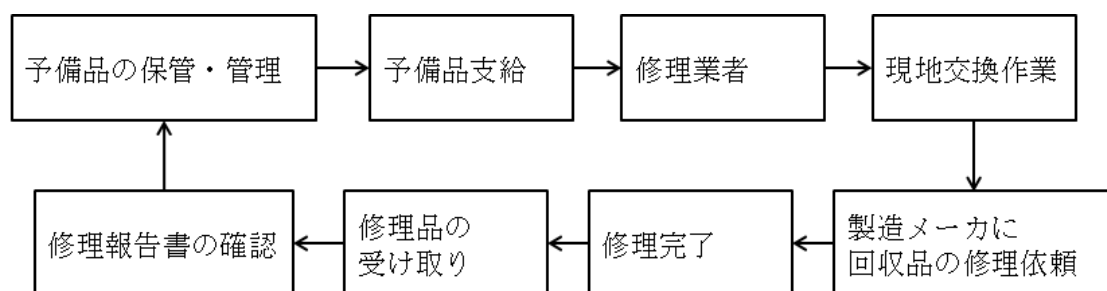 予備品の保管・管理
予備品支給
修理業者
現地交換作業
製造メーカに
回収品の修理依頼
修理完了
修理品の
受け取り
修理報告書の確認